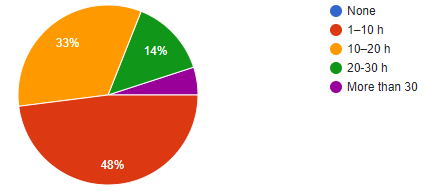 33%
14%
48%
None
1–10 h
10–20 h
20-30 h
More than 30